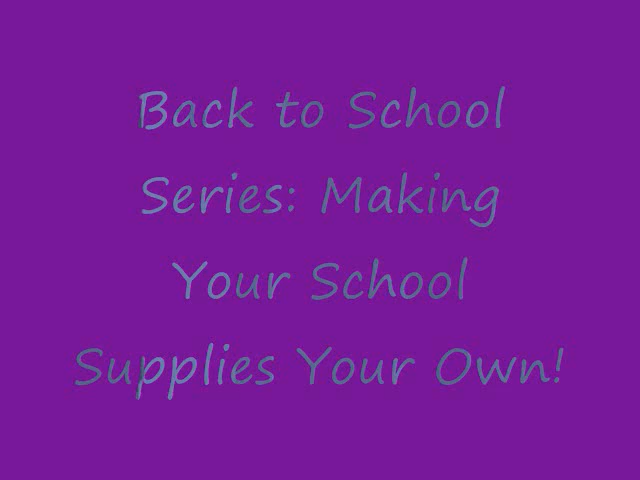 Back to School
Series: Making
Your School
Supplies Your Own!